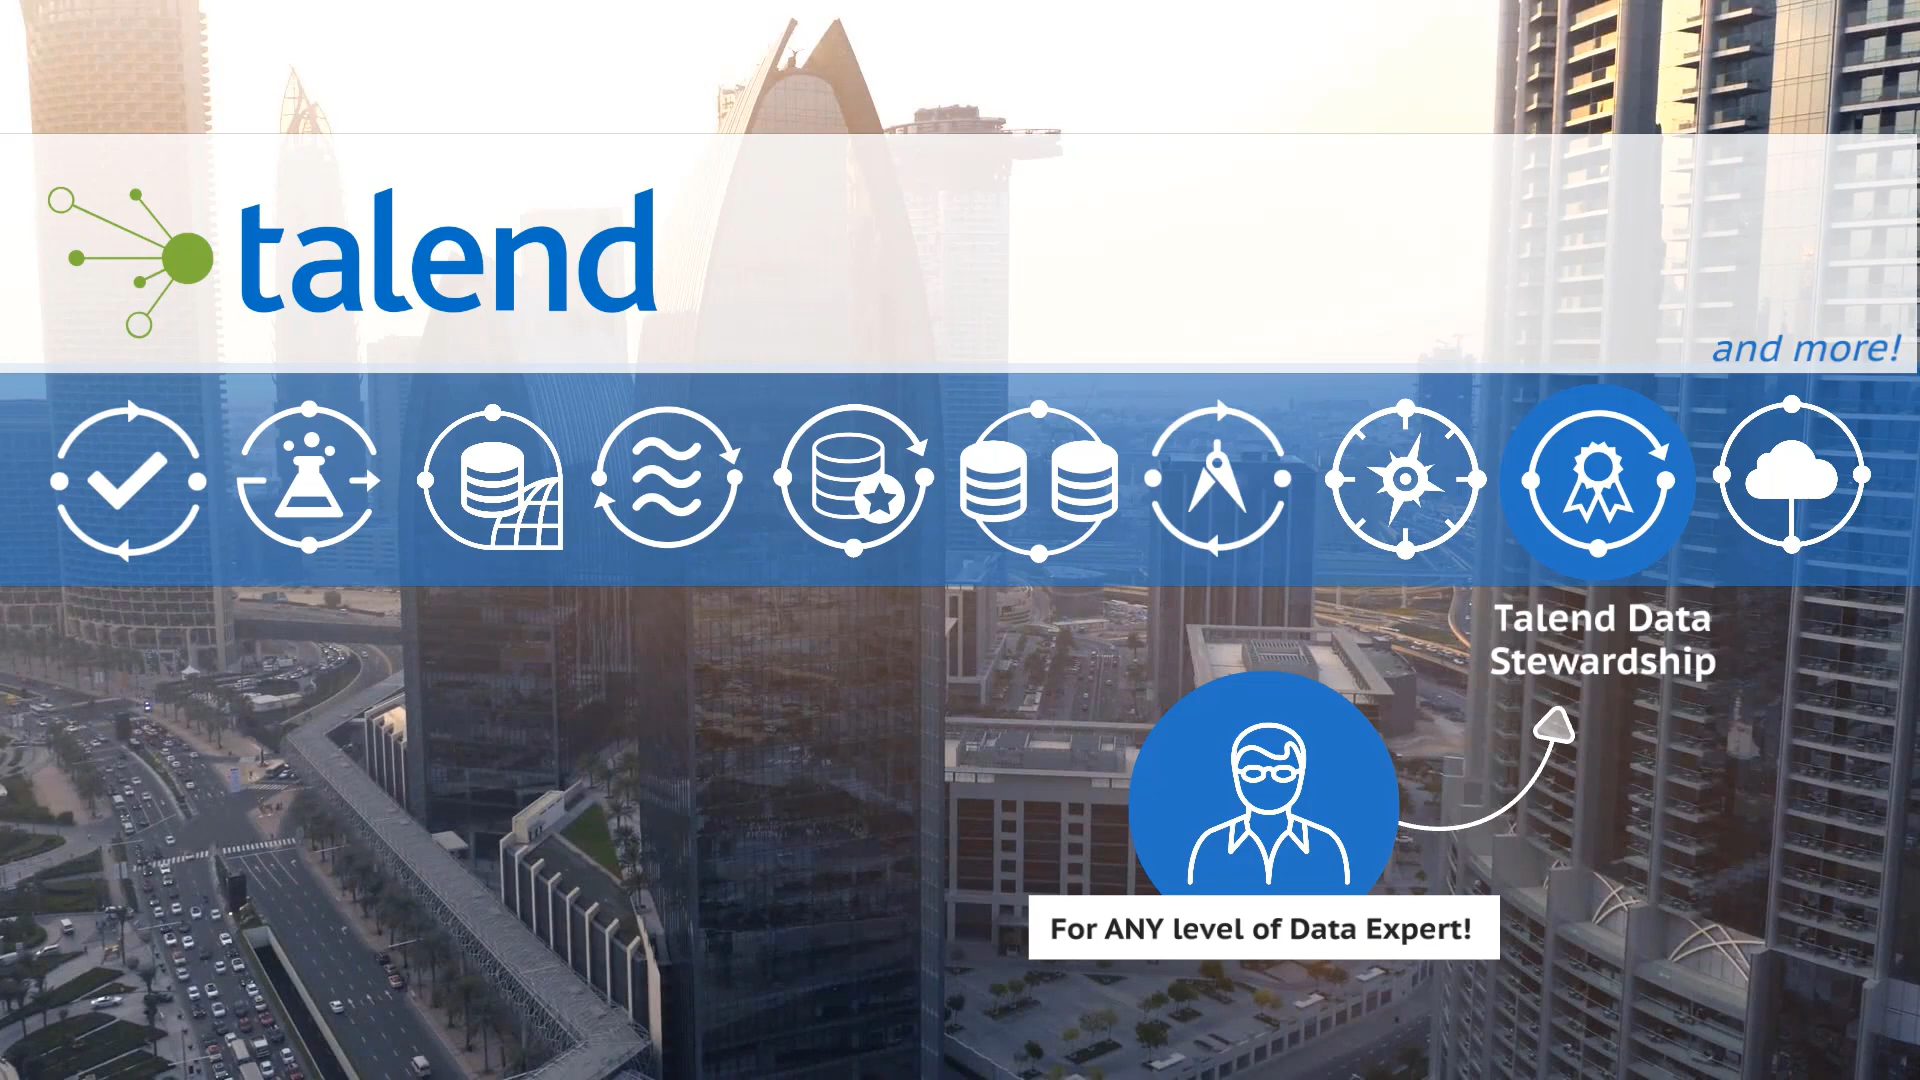 talend
and more!
Talend Data
Stewardship
For ANY level of Data Expert!